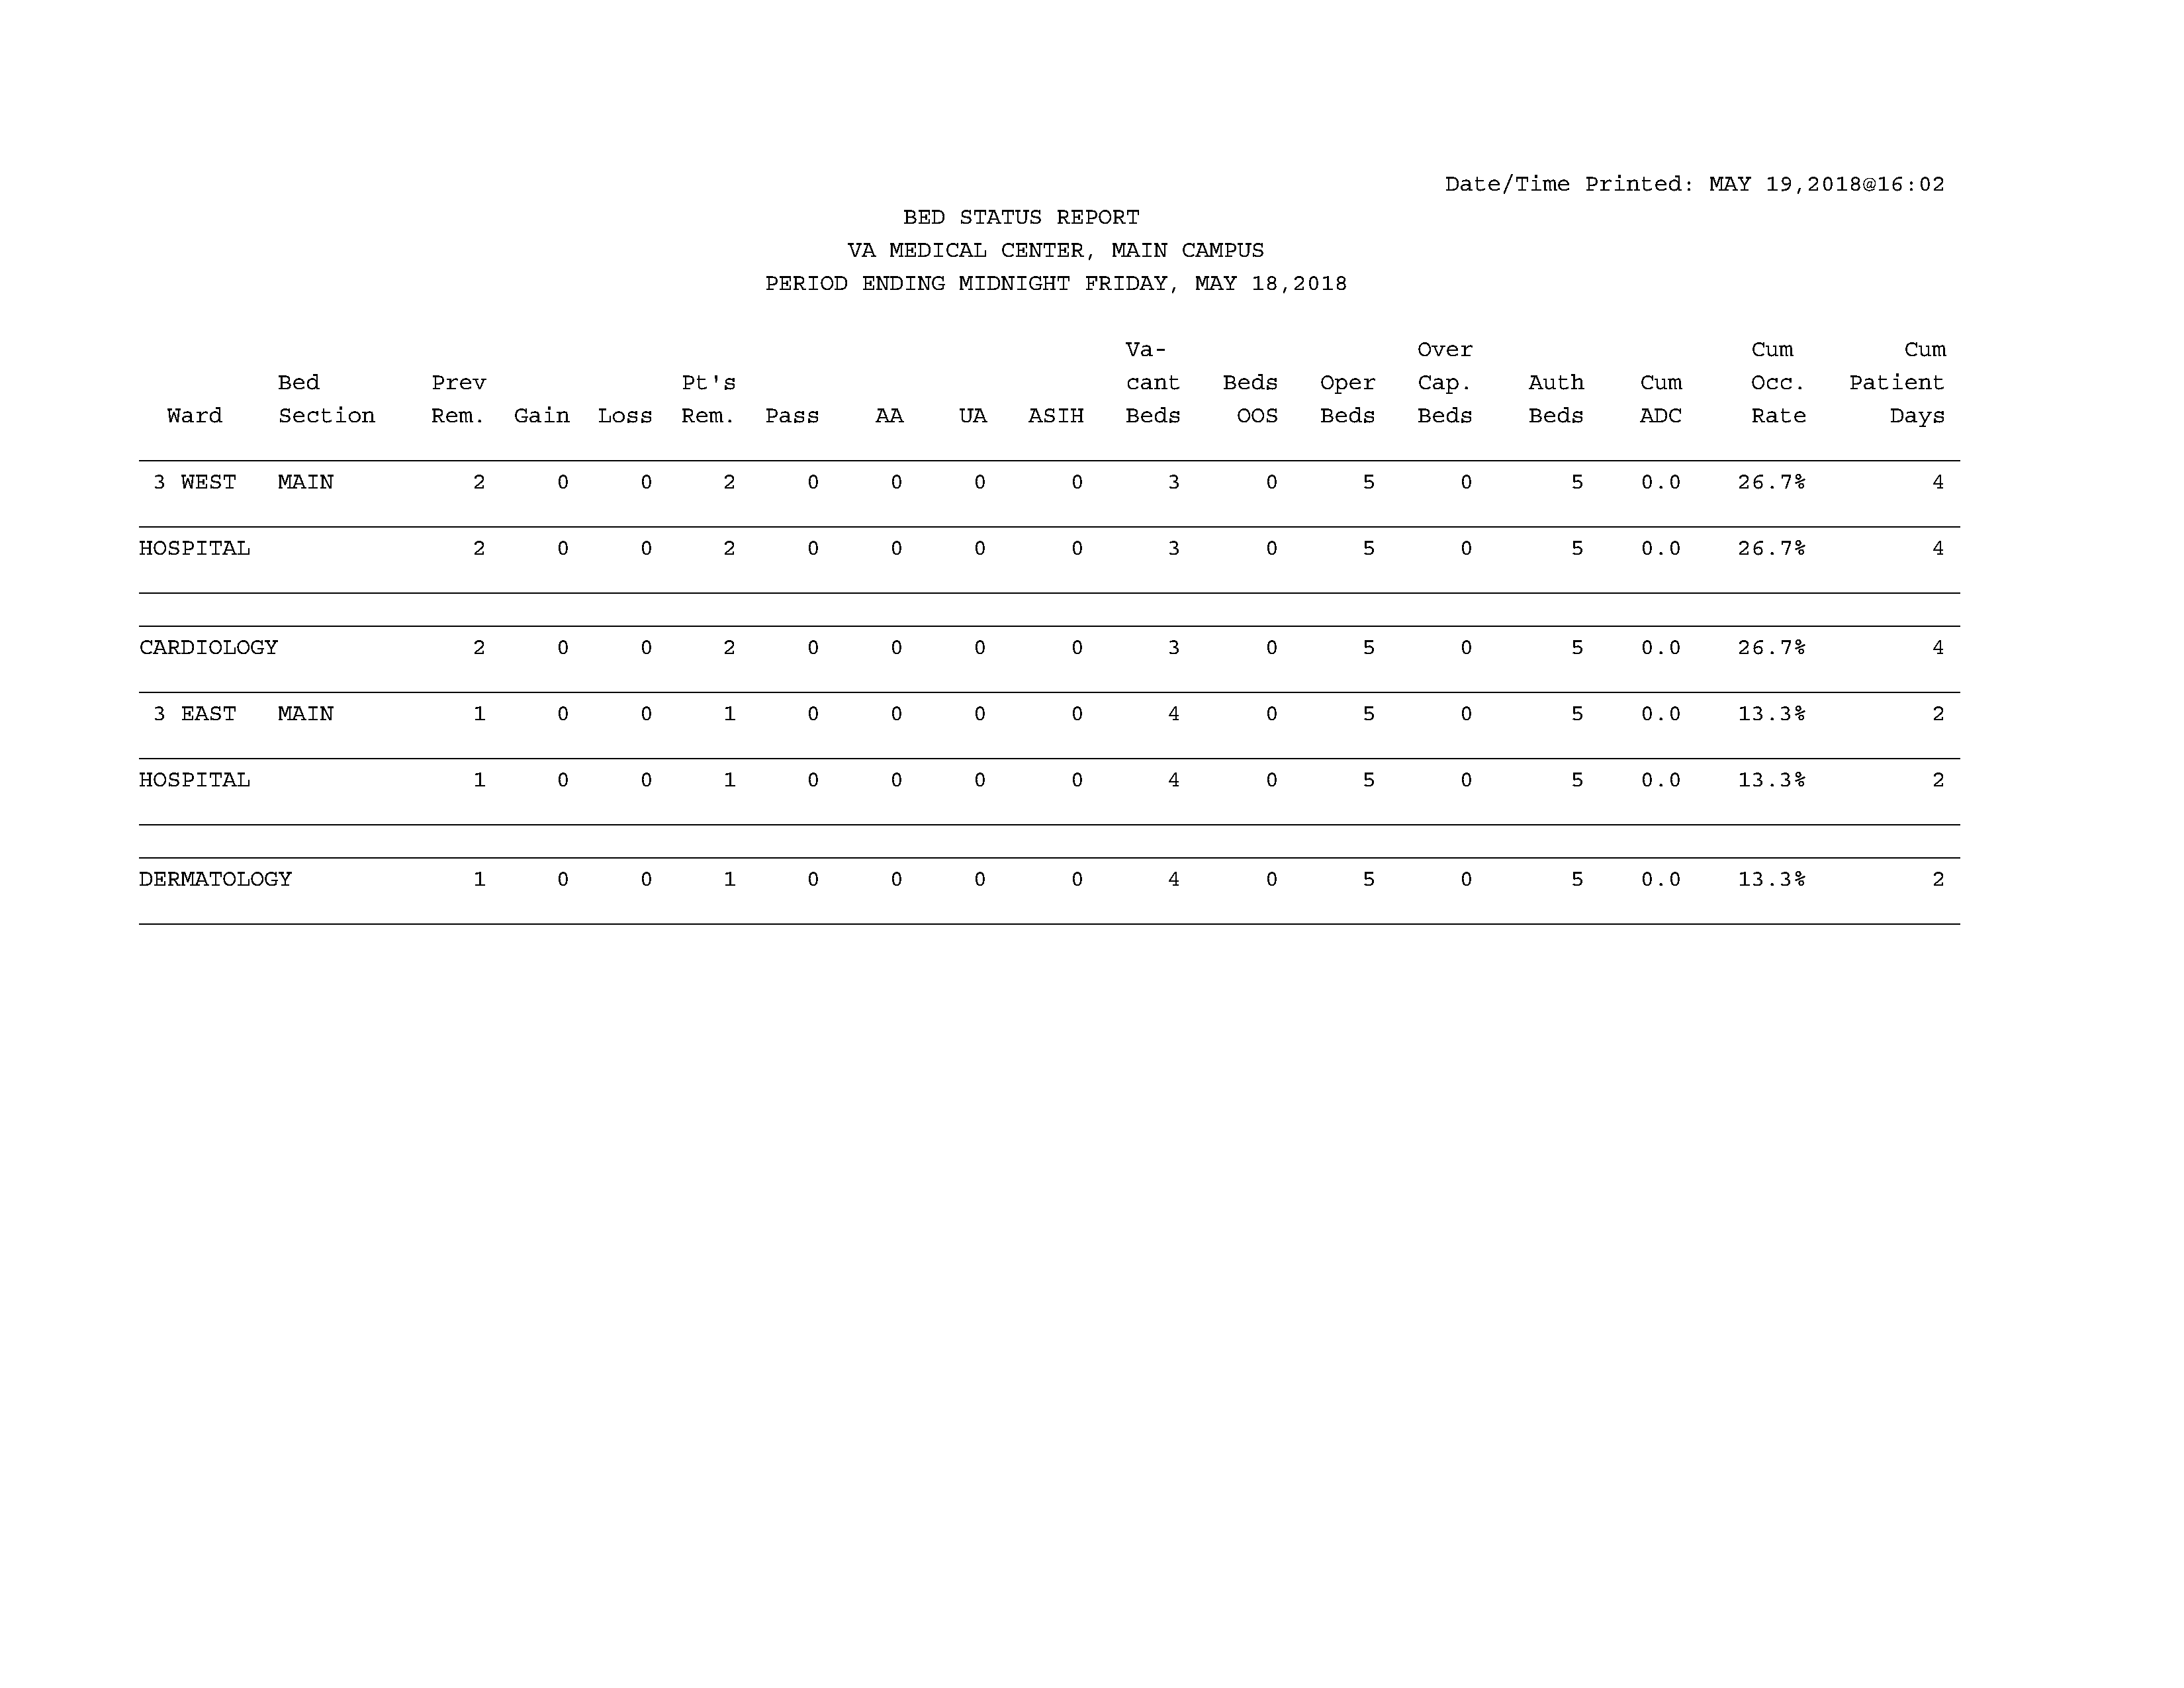 Date/Time Printed: MAY 19,2018@16:02
BED STATUS REPORT
VA MEDICAL CENTER, MAIN CAMPUS
PERIOD ENDING MIDNIGHT FRIDAY, MAY 18,2018
Va- Over Cum Cum
Bed Prev Pt's cant Beds Oper Cap. Auth Cum Occ. Patient
Ward Section Rem. Gain Loss Rem. Pass AA UA ASIH Beds OOS Beds Beds Beds ADC Rate Days
3 WEST MAIN 2 0 0 2 0 0 0 0 3 0 5 0 5 0.0 26.7% 4
HOSPITAL 2 0 0 2 0 0 0 0 3 0 5 0 5 0.0 26.7% 4
CARDIOLOGY 2 0 0 2 0 0 0 0 3 0 5 0 5 0.0 26.7% 4
3 EAST MAIN 1 0 0 1 0 0 0 0 4 0 5 0 5 0.0 13.3% 2
HOSPITAL 1 0 0 1 0 0 0 0 4 0 5 0 5 0.0 13.3% 2
DERMATOLOGY 1 0 0 1 0 0 0 0 4 0 5 0 5 0.0 13.3% 2